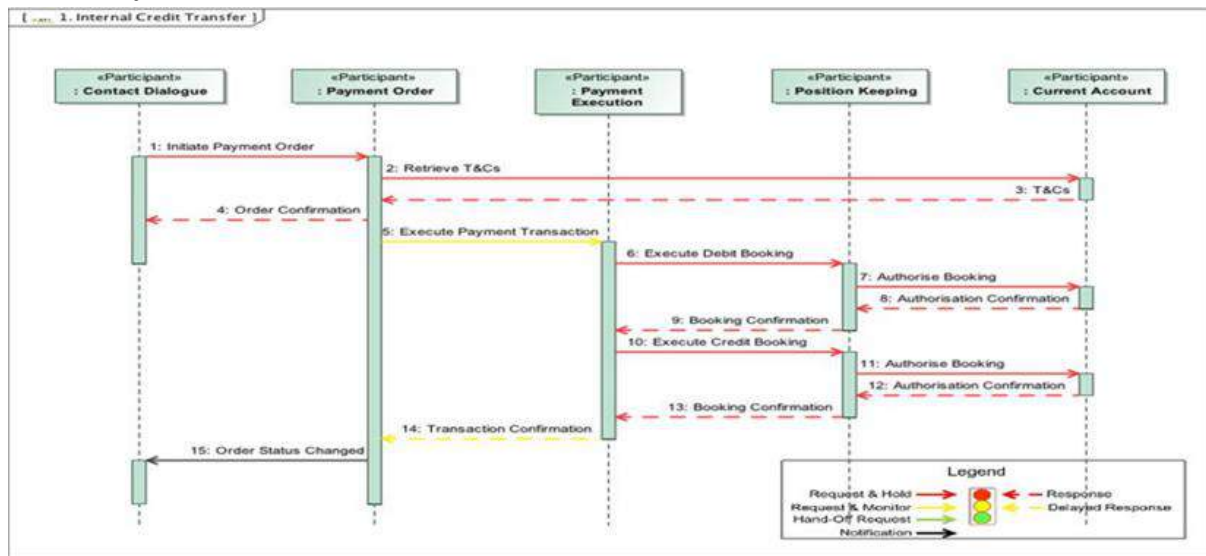 1. Internal Credit Transfer ]
«Participant»
: Contact Dialogue
«Participant»
: Payment Order
«Participant»
: Payment
Execution
«Participant»
: Position Keeping
«Participant»
: Current Account
1: Initiate Payment Order
2: Retrieve T&Cs
3: T&Cs
4: Order Confirmation
5: Execute Payment Transaction
6: Execute Debit Booking
7: Authorise Booking
8: Authorisation Confirmation
9: Booking Confirmation
10: Execute Credit Booking
11: Authorise Booking
12: Authorisation Confirmation
13: Booking Confirmation
14: Transaction Confirmation
15: Order Status Changed
Legend
Request & Hold
Response
Request & Monitor
Delayed Response
Hand-Off Request
Notification